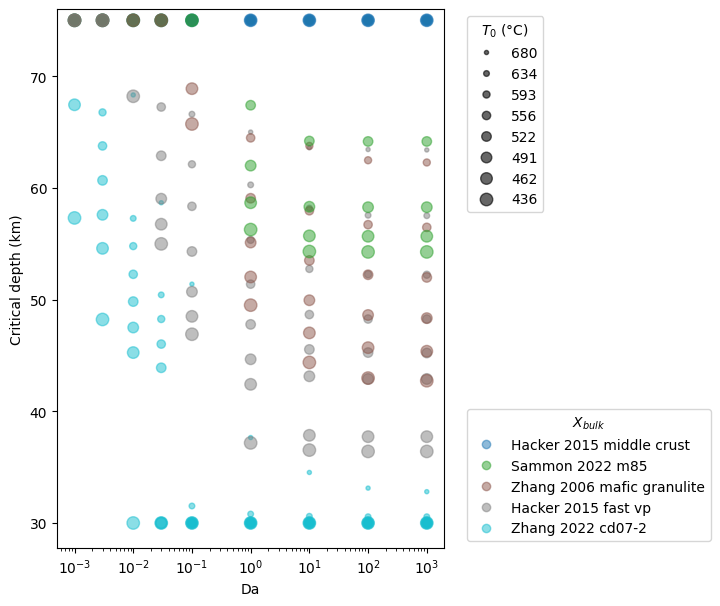 T₀ (°C)
680
634
593
556
522
491
462
436
Critical depth (km)
70
60
50
40
30
10⁻³ 10⁻² 10⁻¹ 10⁰ 10¹ 10² 10³
Da
X_bulk
Hacker 2015 middle crust
Sammon 2022 m85
Zhang 2006 mafic granulite
Hacker 2015 fast vp
Zhang 2022 cd07-2